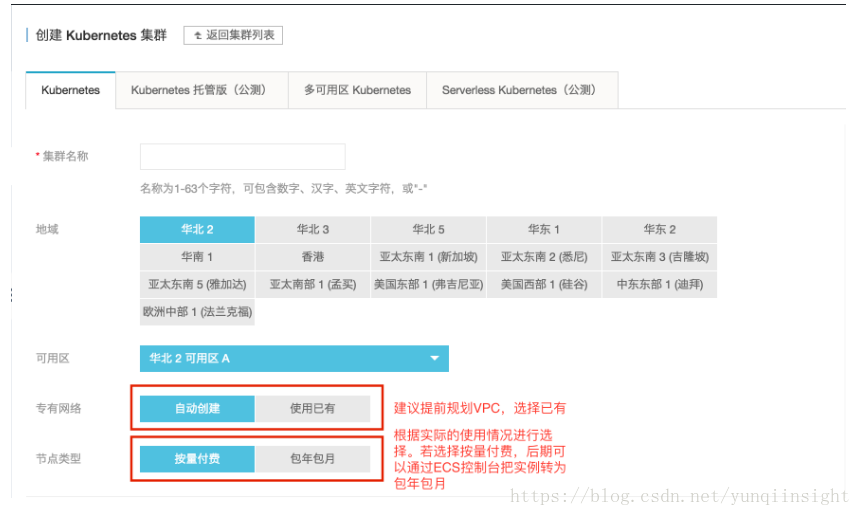 创建 Kubernetes 集群 返回集群列表
Kubernetes Kubernetes 托管版（公测） 多可用区 Kubernetes Serverless Kubernetes（公测）
* 集群名称
名称为1-63个字符，可包含数字、汉字、英文字符，或"-"
地域 华北 2 华北 3 华北 5 华东 1 华东 2
华南 1 香港 亚太东南 1 (新加坡) 亚太东南 2 (悉尼) 亚太东南 3 (吉隆坡)
亚太东南 5 (雅加达) 亚太南部 1 (孟买) 美国东部 1 (弗吉尼亚) 美国西部 1 (硅谷) 中东东部 1 (迪拜)
欧洲中部 1 (法兰克福)
可用区 华北 2 可用区 A
专有网络 自动创建 使用已有 建议提前规划VPC，选择已有
节点类型 按量付费 包年包月
根据实际的使用情况进行选
择。若选择按量付费，后期可
以通过ECS控制台把实例转为
包年包月
https://blog.csdn.net/yunqiinsight